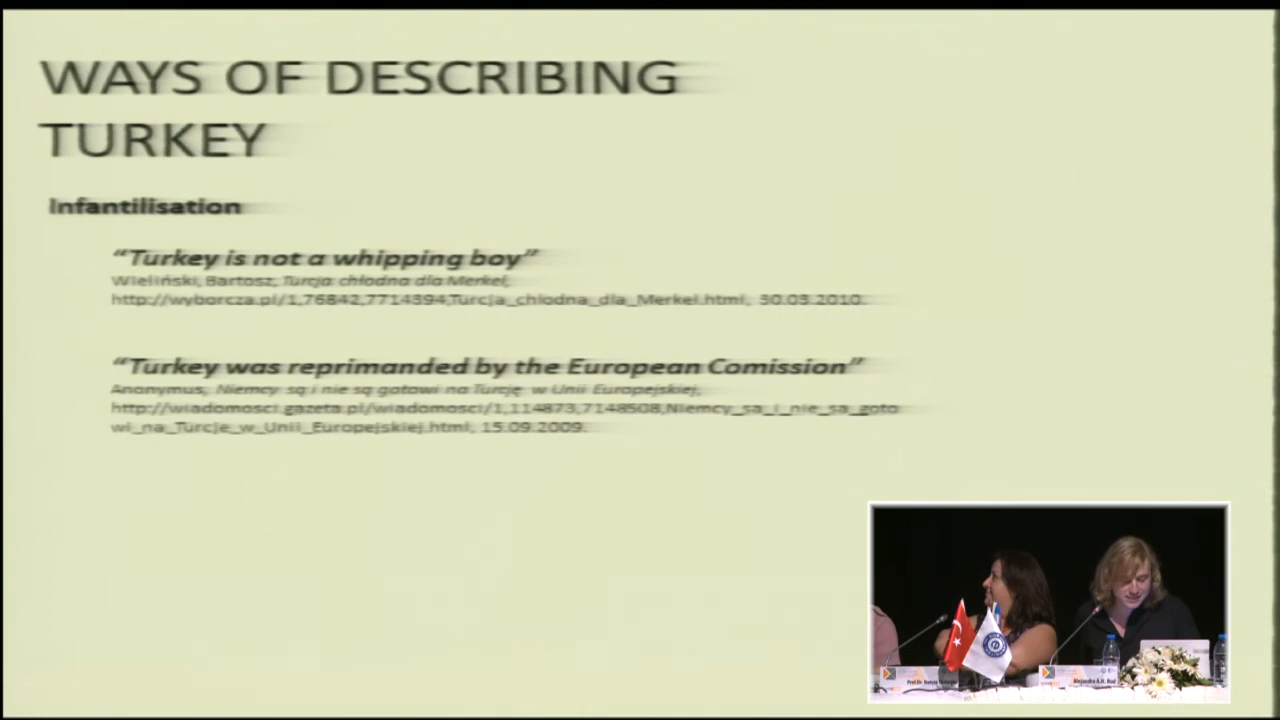 WAYS OF DESCRIBING
TURKEY
Infantilisation
“Turkey is not a whipping boy”
Wieliński, Bartosz, Turcja chłodna dla Merkel,
http://wyborcza.pl/1,76842,7714394,Turcja_chlodna_dla_Merkel.html, 30.03.2010.
“Turkey was reprimanded by the European Comission”
Anonymus, Niemcy są i nie są gotowi na Turcję w Unii Europejskiej,
http://wiadomosci.gazeta.pl/wiadomosci/1,114873,7148508,Niemcy_sa_i_nie_sa_goto
wi_na_Turcje_w_Unii_Europejskiej.html, 15.09.2009.
Prof.Dr.
Alejandro A.H.